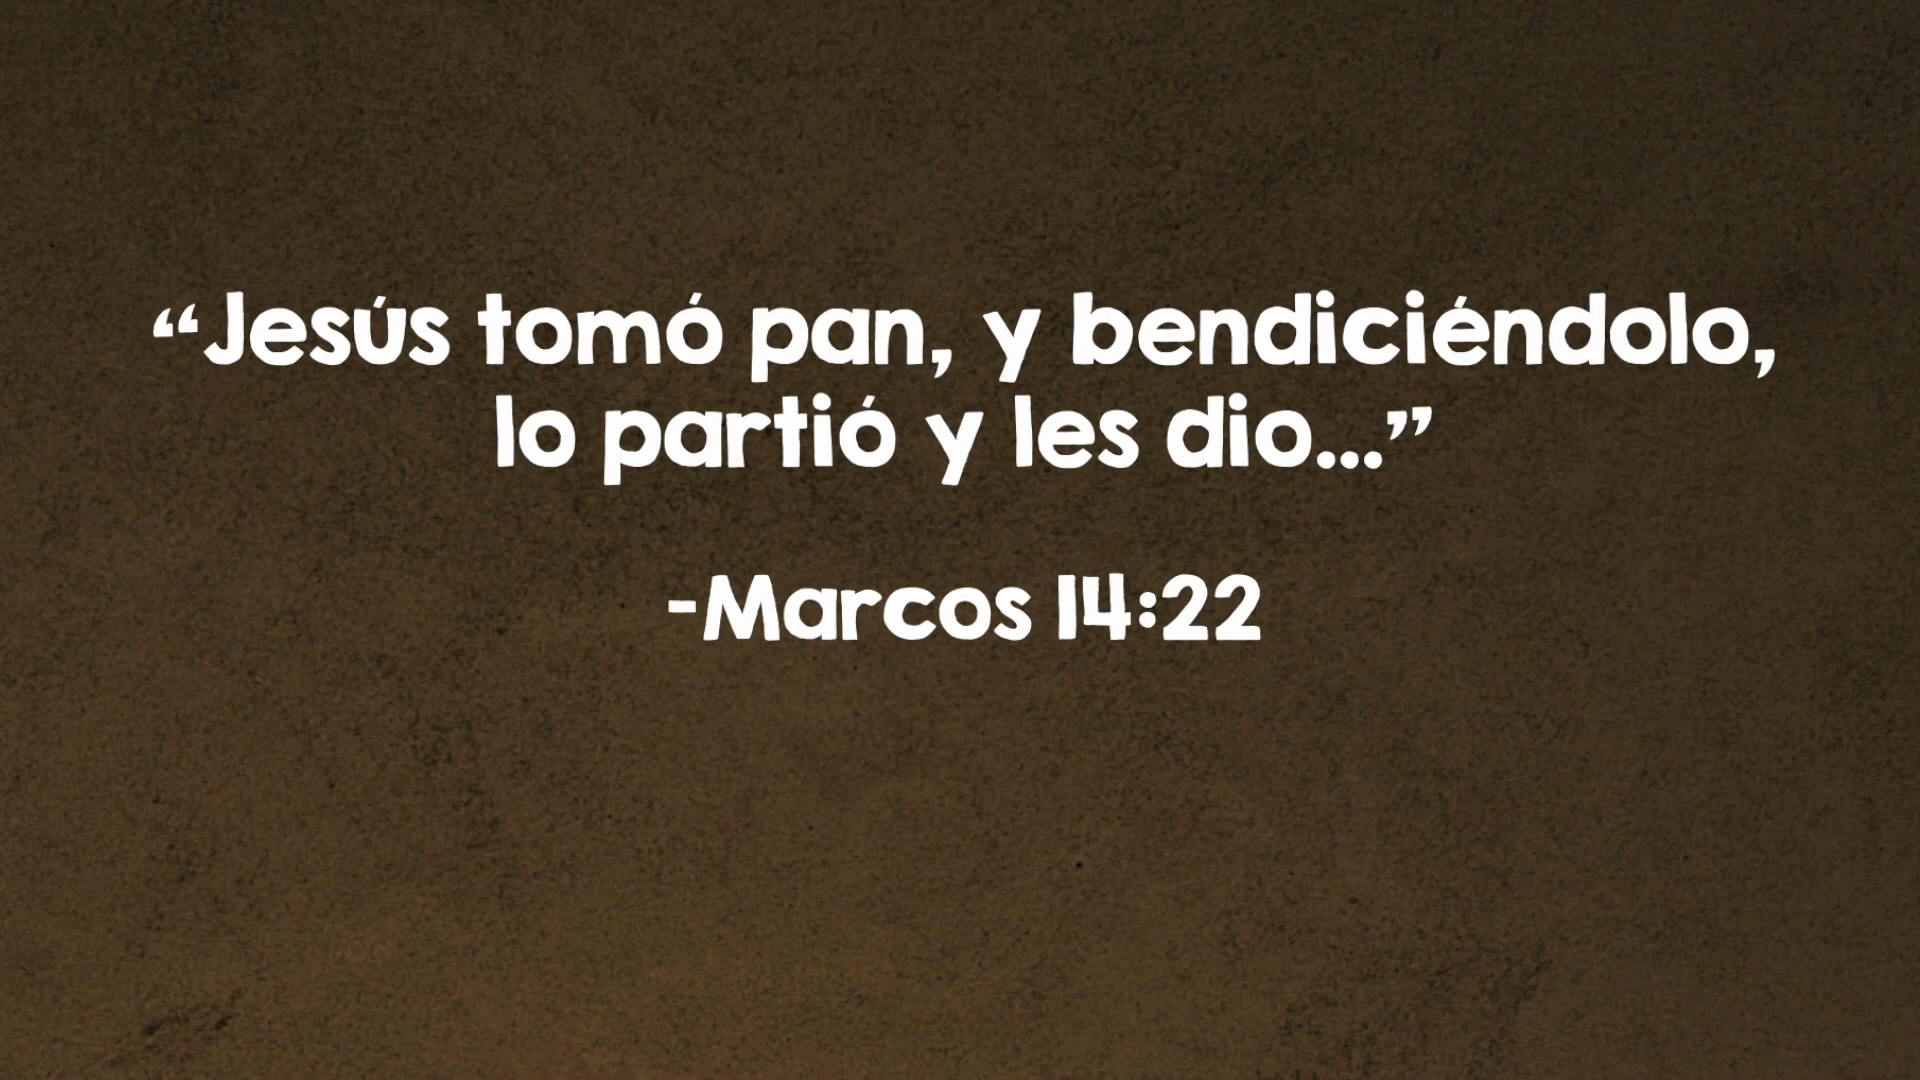 “Jesús tomó pan, y bendiciéndolo,
lo partió y les dio...”
-Marcos 14:22